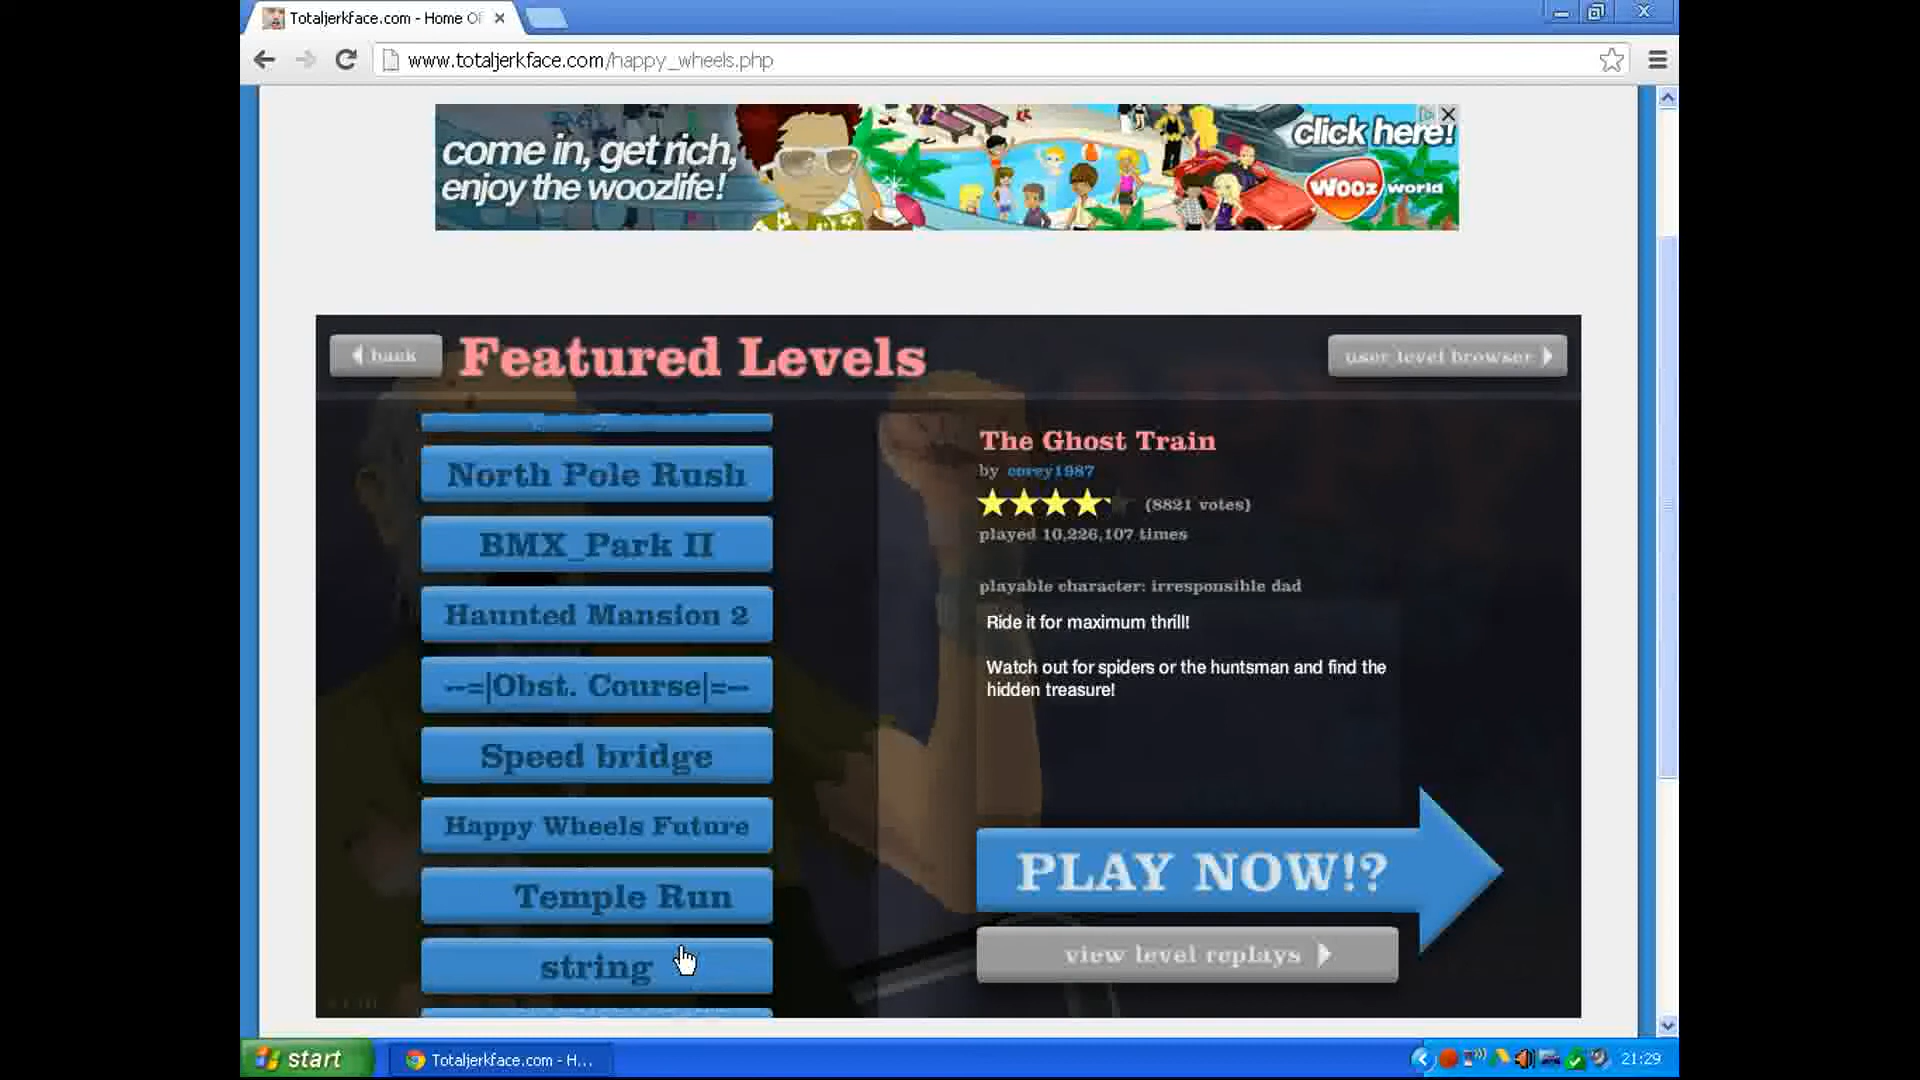 Totaljerkface.com - Home Of
www.totaljerkface.com/happy_wheels.php
come in, get rich,
enjoy the woozlife!
click here!
WOOZ world
back
Featured Levels
user level browser
North Pole Rush
BMX_Park II
Haunted Mansion 2
--=|Obst. Course|=--
Speed bridge
Happy Wheels Future
Temple Run
string
The Ghost Train
by corey1987
(8821 votes)
played 10,226,107 times
playable character: irresponsible dad
Ride it for maximum thrill!
Watch out for spiders or the huntsman and find the
hidden treasure!
PLAY NOW!?
view level replays
start
Totaljerkface.com - H...
21:29